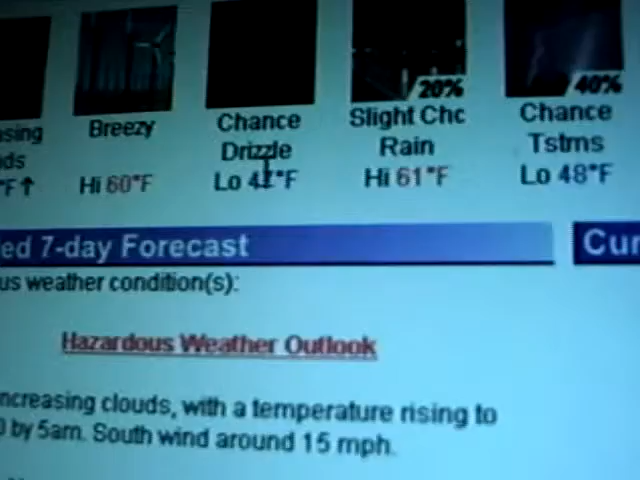 20%
40%
Breezy
Chance
Drizzle
Slight Chc
Rain
Chance
Tstms
°F↑
Hi 60°F
Lo °F
Hi 61°F
Lo 48°F
ed 7-day Forecast
Cur
us weather condition(s):
Hazardous Weather Outlook
ncreasing clouds, with a temperature rising to
0 by 5am. South wind around 15 mph.